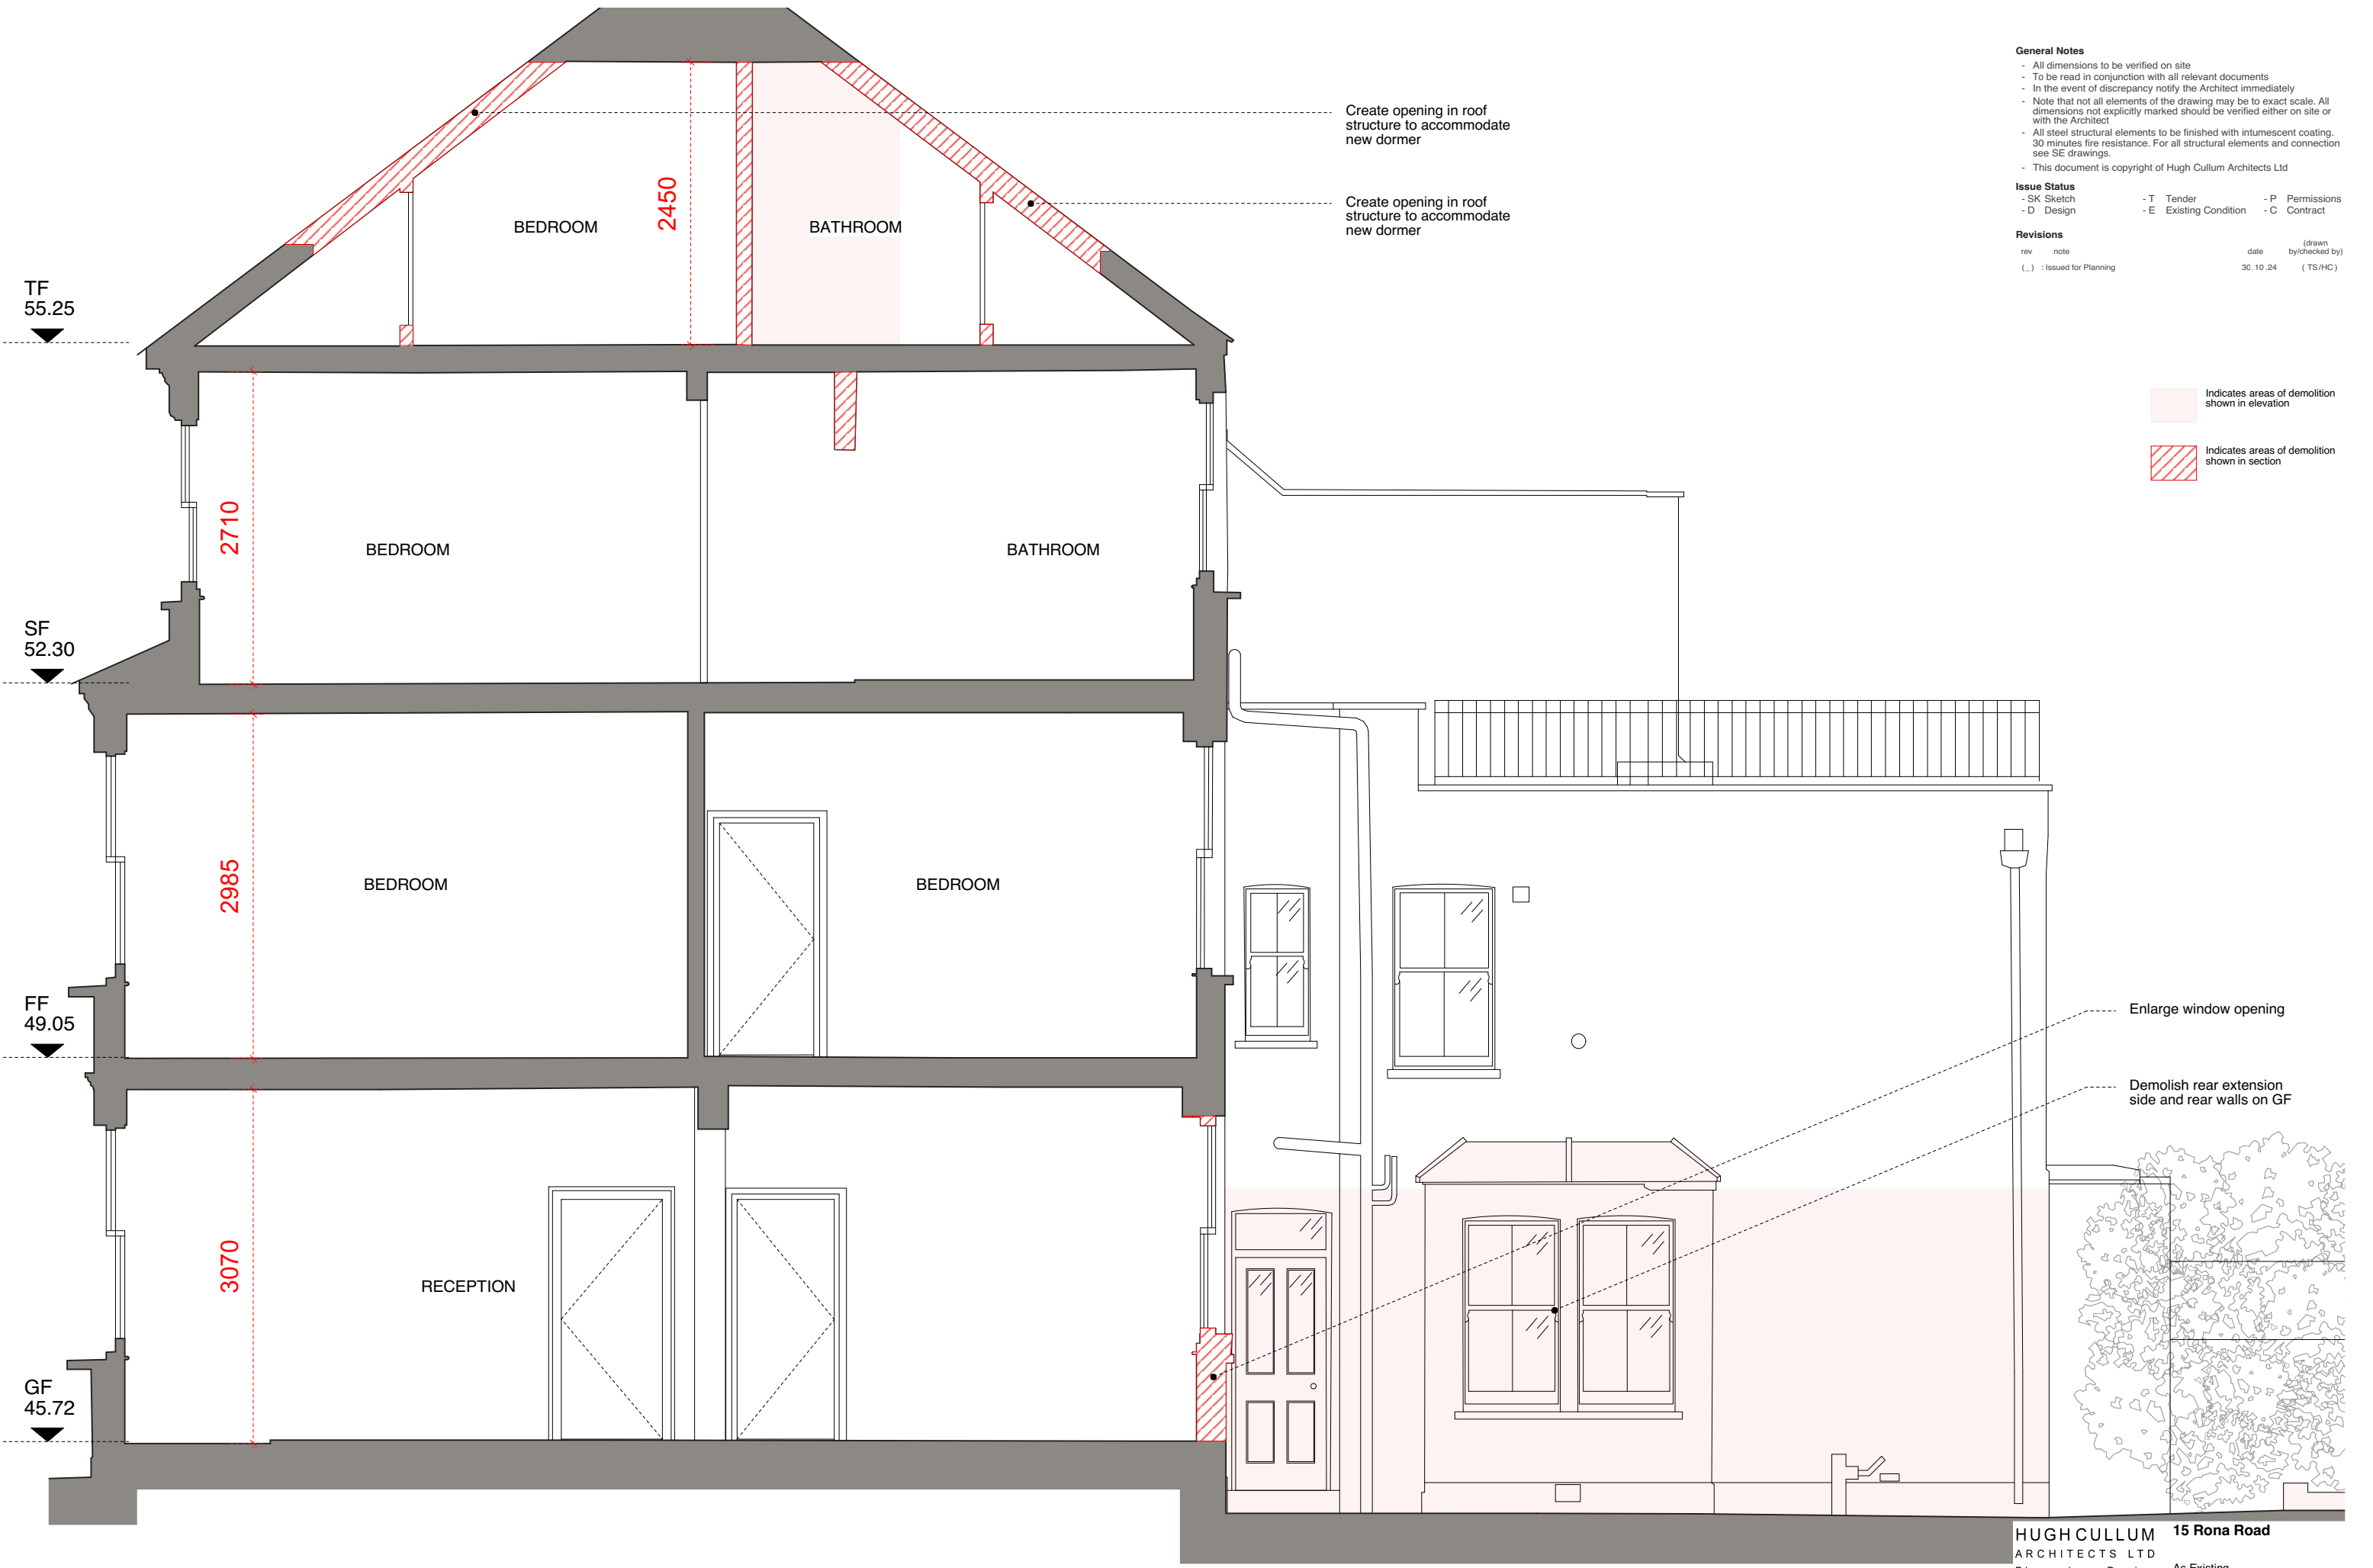 General Notes
- All dimensions to be verified on site
- To be read in conjunction with all relevant documents
- In the event of discrepancy notify the Architect immediately
- Note that not all elements of the drawing may be to exact scale. All
dimensions not explicitly marked should be verified either on site or
with the Architect
- All steel structural elements to be finished with intumescent coating.
30 minutes fire resistance. For all structural elements and connection
see SE drawings.
- This document is copyright of Hugh Cullum Architects Ltd
Issue Status
- SK Sketch - T Tender - P Permissions
- D Design - E Existing Condition - C Contract
Revisions
rev note date (drawn
by/checked by)
(_) : Issued for Planning 30.10.24 (TS/HC)
Create opening in roof
structure to accommodate
new dormer
Create opening in roof
structure to accommodate
new dormer
BEDROOM
2450
BATHROOM
TF
55.25
Indicates areas of demolition
shown in elevation
Indicates areas of demolition
shown in section
2710
BEDROOM
BATHROOM
SF
52.30
2985
BEDROOM
BEDROOM
FF
49.05
Enlarge window opening
Demolish rear extension
side and rear walls on GF
3070
RECEPTION
GF
45.72
HUGH CULLUM
ARCHITECTS LTD
15 Rona Road
As Existing